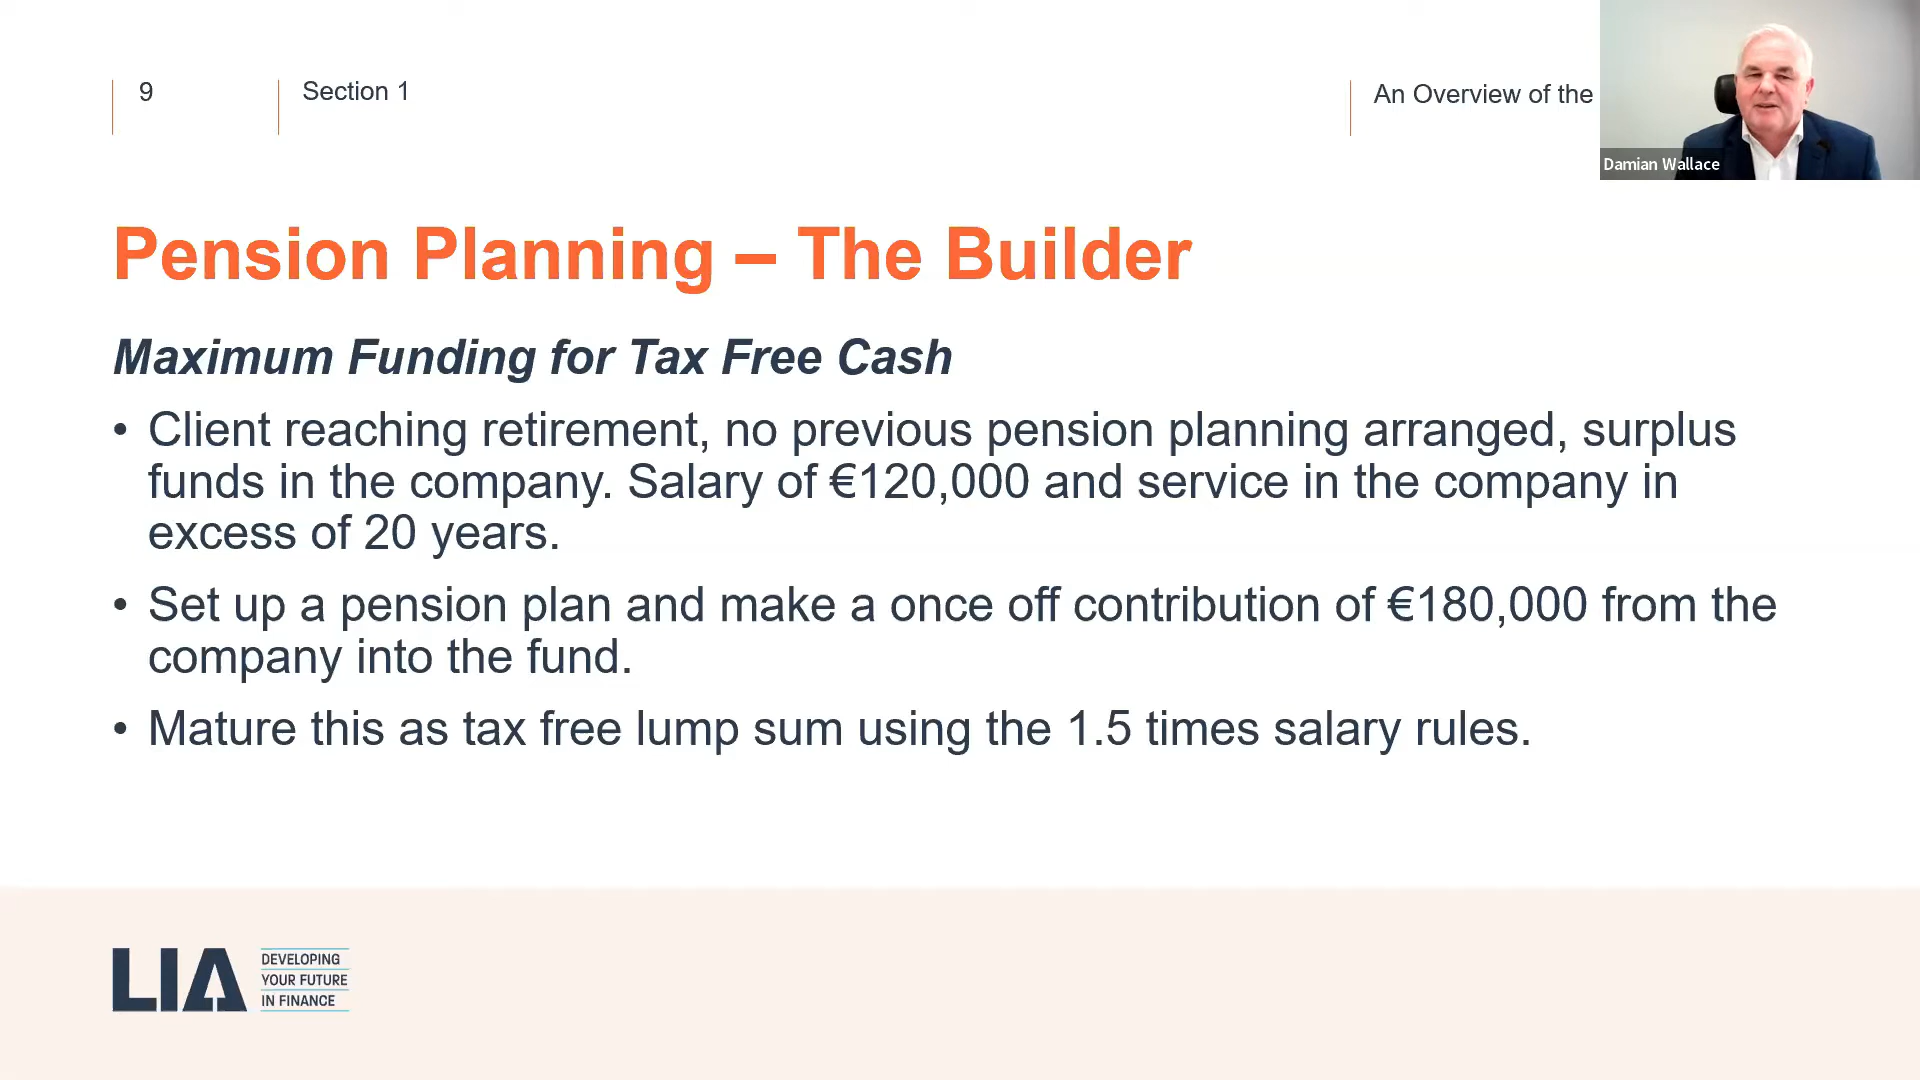 9
Section 1
An Overview of the
Damian Wallace
Pension Planning – The Builder
Maximum Funding for Tax Free Cash
• Client reaching retirement, no previous pension planning arranged, surplus
funds in the company. Salary of €120,000 and service in the company in
excess of 20 years.
• Set up a pension plan and make a once off contribution of €180,000 from the
company into the fund.
• Mature this as tax free lump sum using the 1.5 times salary rules.
LIA
DEVELOPING
YOUR FUTURE
IN FINANCE